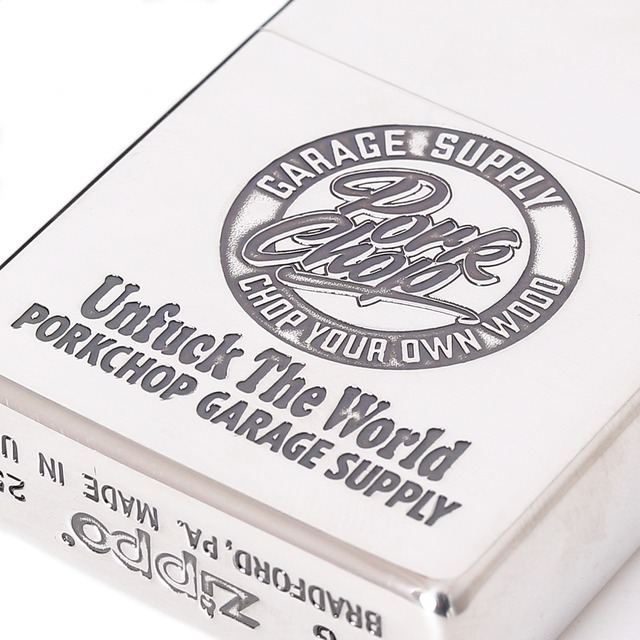 GARAGE SUPPLY
Pork
Chop
CHOP YOUR OWN WOOD
Unfuck The World
PORKCHOP GARAGE SUPPLY
BRADFORD, PA. MADE IN U
zippo